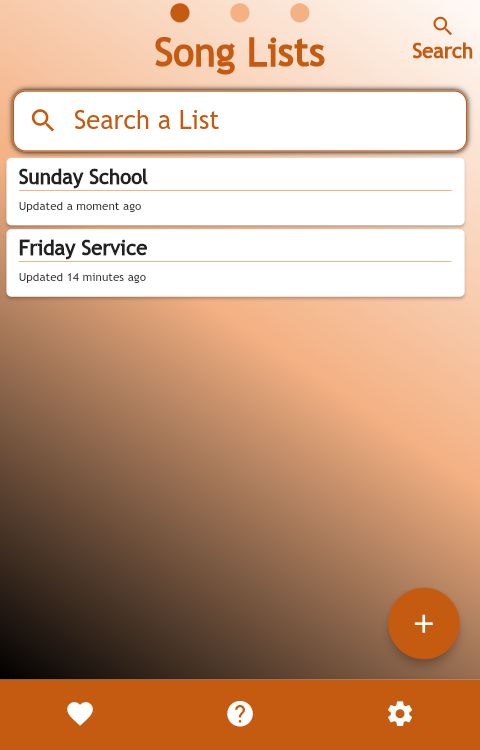 Song Lists
Search
Search a List
Sunday School
Updated a moment ago
Friday Service
Updated 14 minutes ago